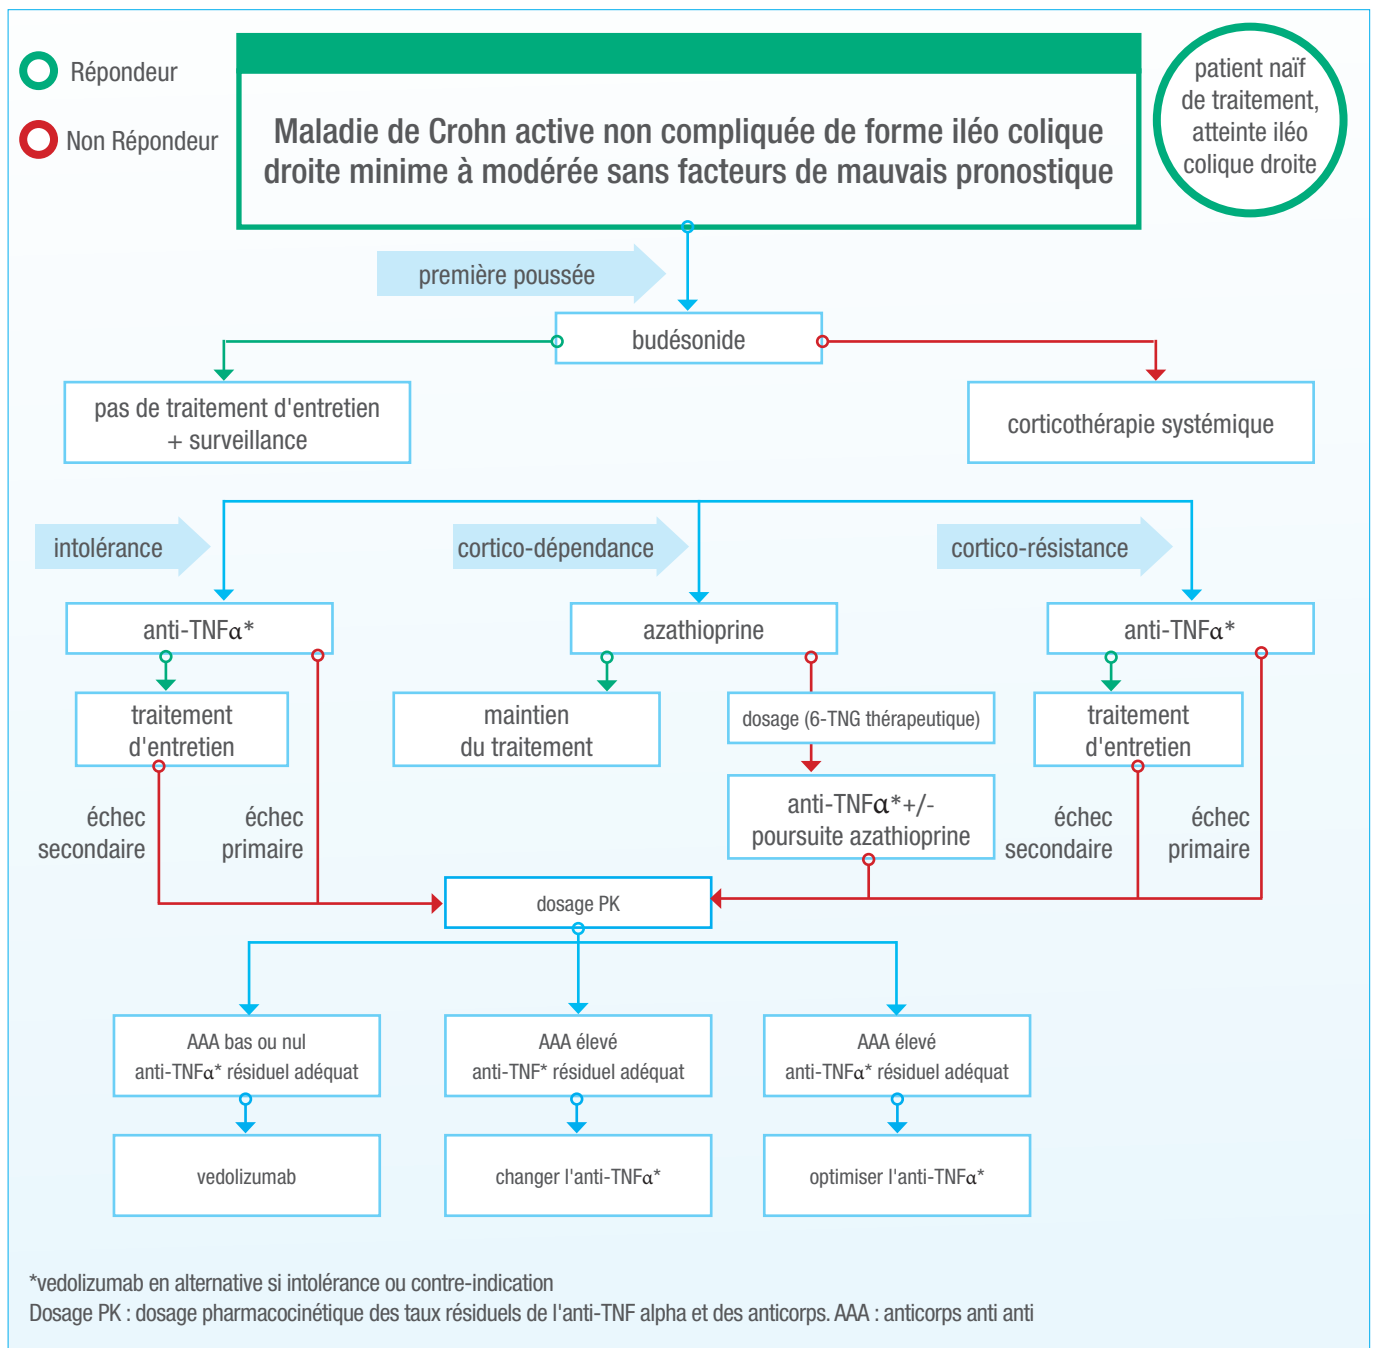 Répondeur
Non Répondeur
Maladie de Crohn active non compliquée de forme iléo colique
droite minime à modérée sans facteurs de mauvais pronostique
patient naïf
de traitement,
atteinte iléo
colique droite
première poussée
budésonide
pas de traitement d'entretien
+ surveillance
corticothérapie systémique
intolérance
cortico-dépendance
cortico-résistance
anti-TNFα*
azathioprine
anti-TNFα*
traitement
d'entretien
maintien
du traitement
dosage (6-TNG thérapeutique)
traitement
d'entretien
anti-TNFα*+/-
poursuite azathioprine
échec
secondaire
échec
primaire
échec
secondaire
échec
primaire
dosage PK
AAA bas ou nul
anti-TNFα* résiduel adéquat
AAA élevé
anti-TNF* résiduel adéquat
AAA élevé
anti-TNFα* résiduel adéquat
vedolizumab
changer l'anti-TNFα*
optimiser l'anti-TNFα*
*vedolizumab en alternative si intolérance ou contre-indication
Dosage PK : dosage pharmacocinétique des taux résiduels de l'anti-TNF alpha et des anticorps. AAA : anticorps anti anti